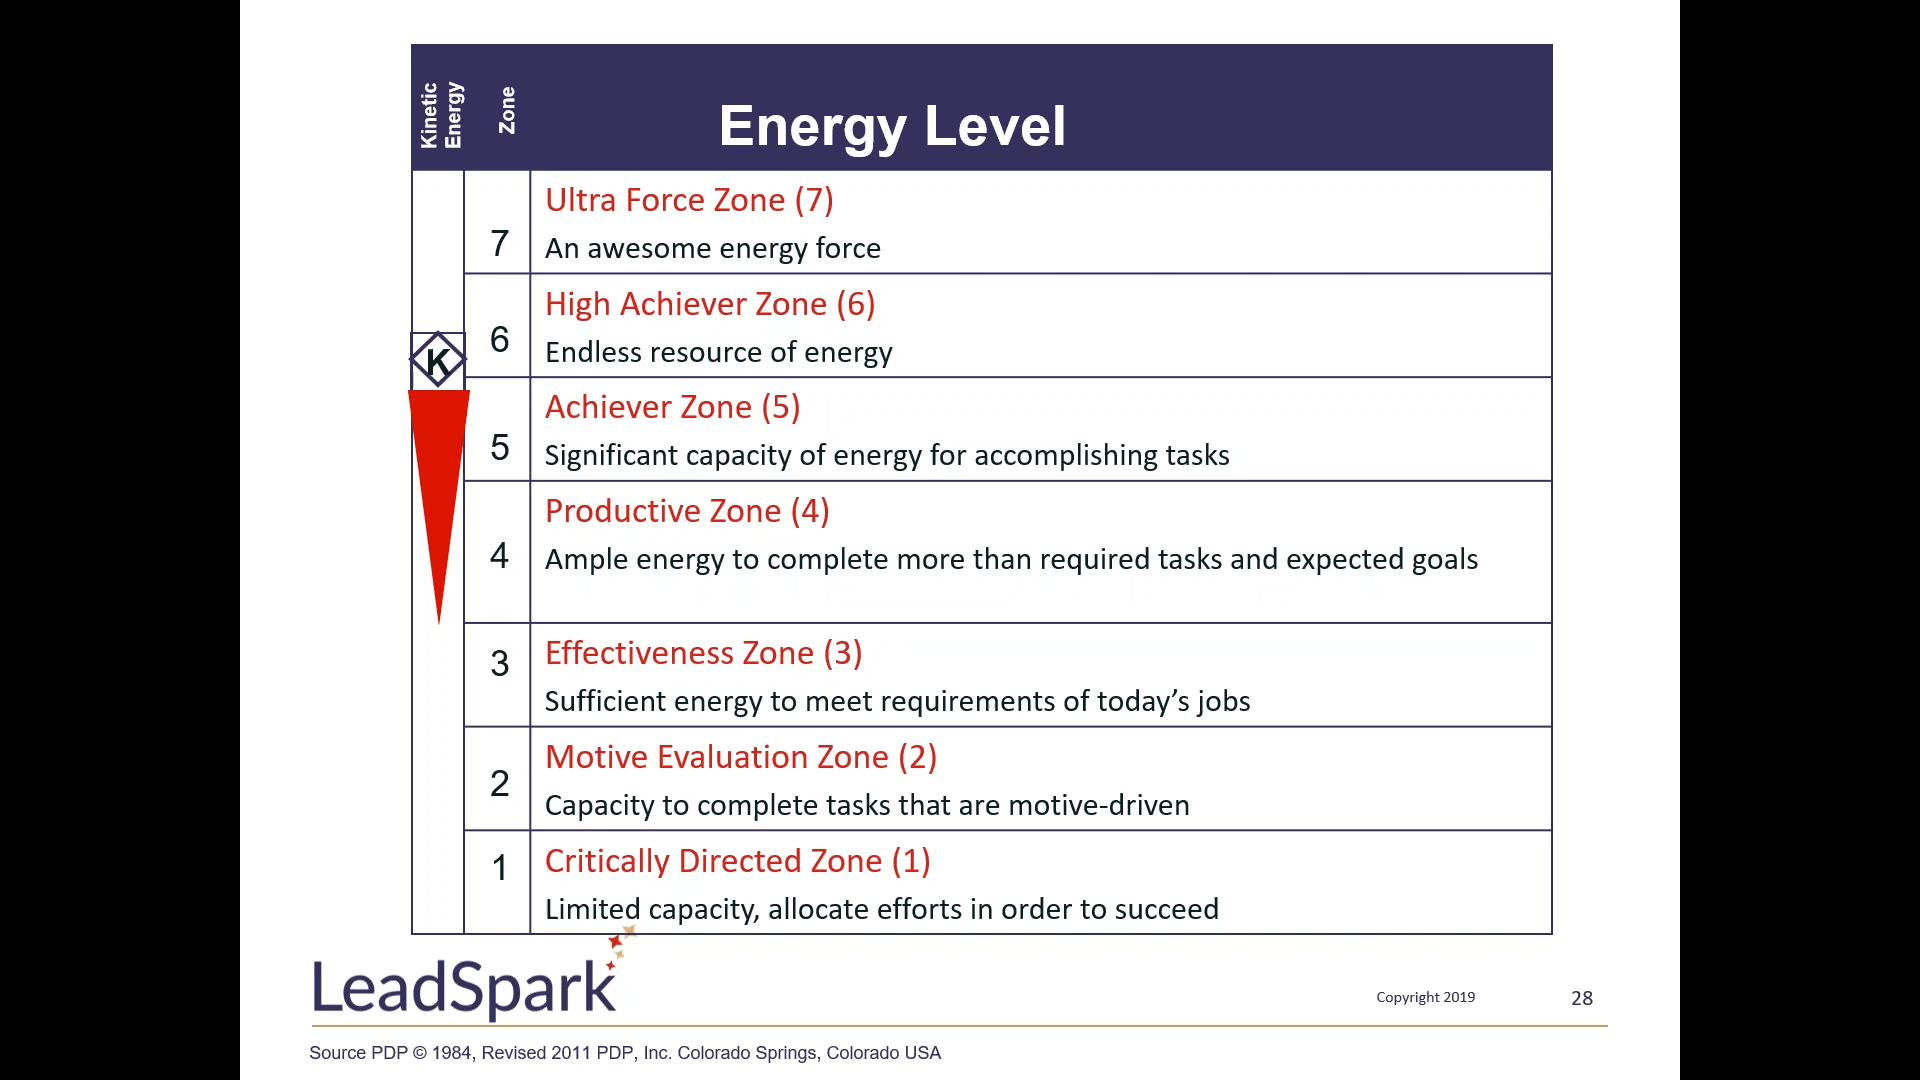 Kinetic
Energy
Zone
Energy Level
7
Ultra Force Zone (7)
An awesome energy force
6
High Achiever Zone (6)
Endless resource of energy
K
5
Achiever Zone (5)
Significant capacity of energy for accomplishing tasks
4
Productive Zone (4)
Ample energy to complete more than required tasks and expected goals
3
Effectiveness Zone (3)
Sufficient energy to meet requirements of today’s jobs
2
Motive Evaluation Zone (2)
Capacity to complete tasks that are motive-driven
1
Critically Directed Zone (1)
Limited capacity, allocate efforts in order to succeed
LeadSpark
Copyright 2019
28
Source PDP © 1984, Revised 2011 PDP, Inc. Colorado Springs, Colorado USA